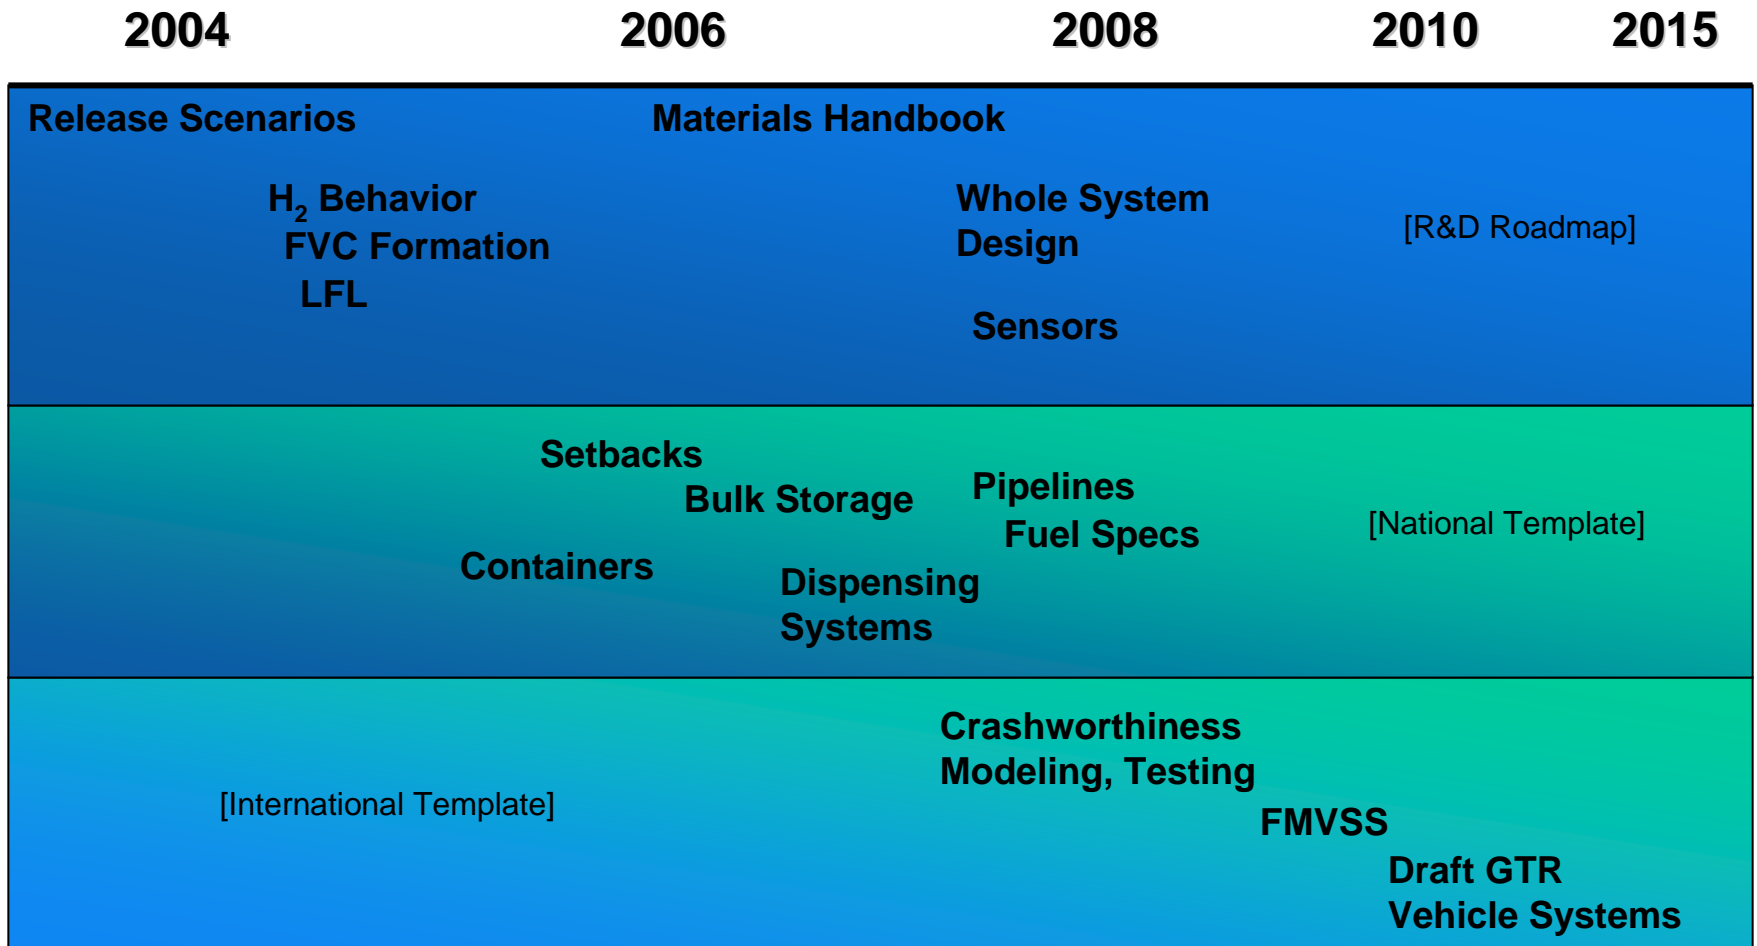 2004 2006 2008 2010 2015
Release Scenarios
Materials Handbook
H₂ Behavior
FVC Formation
LFL
Whole System
Design
Sensors
[R&D Roadmap]
Setbacks
Bulk Storage
Containers
Dispensing
Systems
Pipelines
Fuel Specs
[National Template]
[International Template]
Crashworthiness
Modeling, Testing
FMVSS
Draft GTR
Vehicle Systems